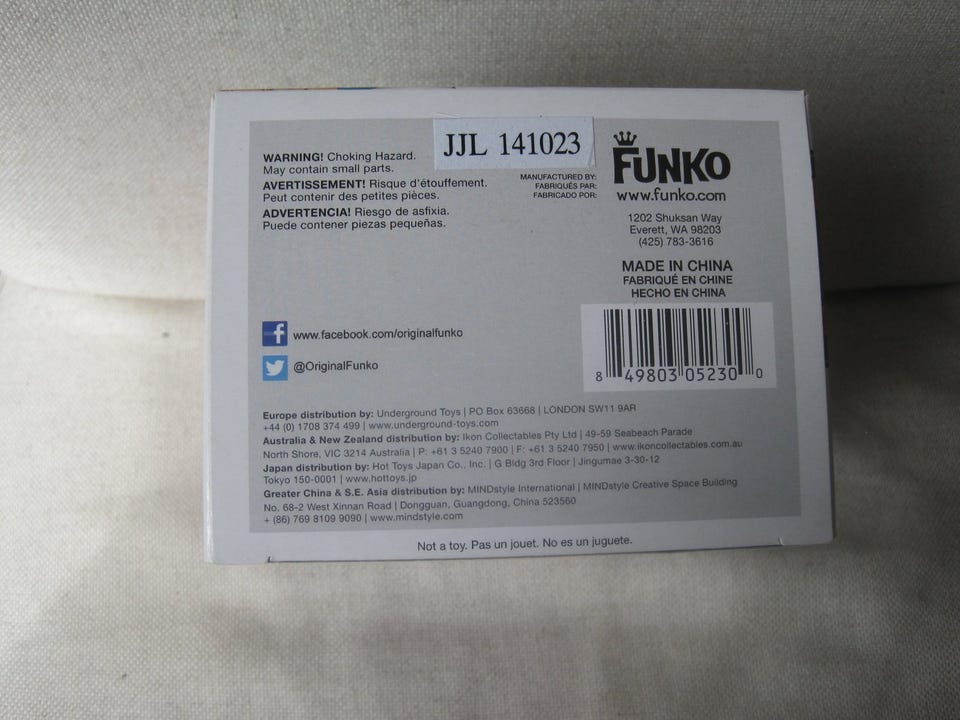 JJL 141023
WARNING! Choking Hazard.
May contain small parts.
AVERTISSEMENT! Risque d'étouffement.
Peut contenir des petites pièces.
ADVERTENCIA! Riesgo de asfixia.
Puede contener piezas pequeñas.
MANUFACTURED BY:
FABRIQUÉS PAR:
FABRICADO POR:
FUNKO
www.funko.com
1202 Shuksan Way
Everett, WA 98203
(425) 783-3616
MADE IN CHINA
FABRIQUÉ EN CHINE
HECHO EN CHINA
f www.facebook.com/originalfunko
@OriginalFunko
8 49803 05230 0
Europe distribution by: Underground Toys | PO Box 63668 | LONDON SW11 9AR
+44 (0) 1708 374 499 | www.underground-toys.com
Australia & New Zealand distribution by: Ikon Collectables Pty Ltd | 49-59 Seabeach Parade
North Shore, VIC 3214 Australia | P: +61 3 5240 7900 | F: +61 3 5240 7950 | www.ikoncollectables.com.au
Japan distribution by: Hot Toys Japan Co., Inc. | G Bldg 3rd Floor | Jingumae 3-30-12
Tokyo 150-0001 | www.hottoys.jp
Greater China & S.E. Asia distribution by: MINDstyle International | MINDstyle Creative Space Building
No. 68-2 West Xinnan Road | Dongguan, Guangdong, China 523560
+ (86) 769 8109 9090 | www.mindstyle.com
Not a toy. Pas un jouet. No es un juguete.